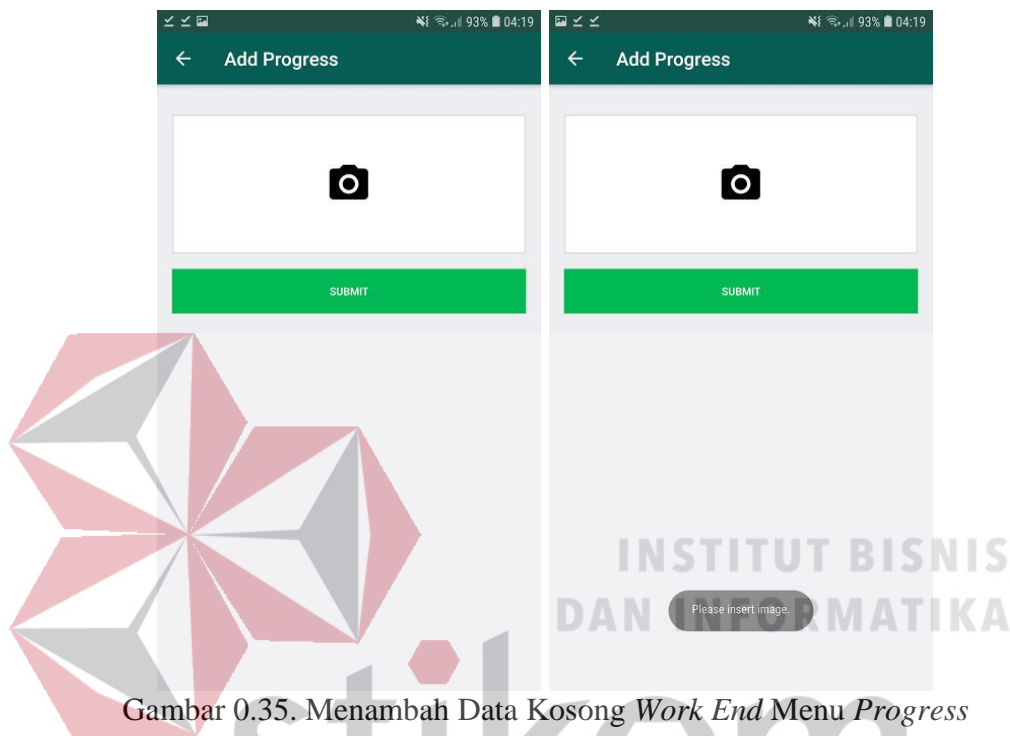 93% 04:19
93% 04:19
Add Progress
Add Progress
SUBMIT
SUBMIT
INSTITUT BISNIS
DAN INFORMATIKA
Please insert image.
Gambar 0.35. Menambah Data Kosong Work End Menu Progress
stikom